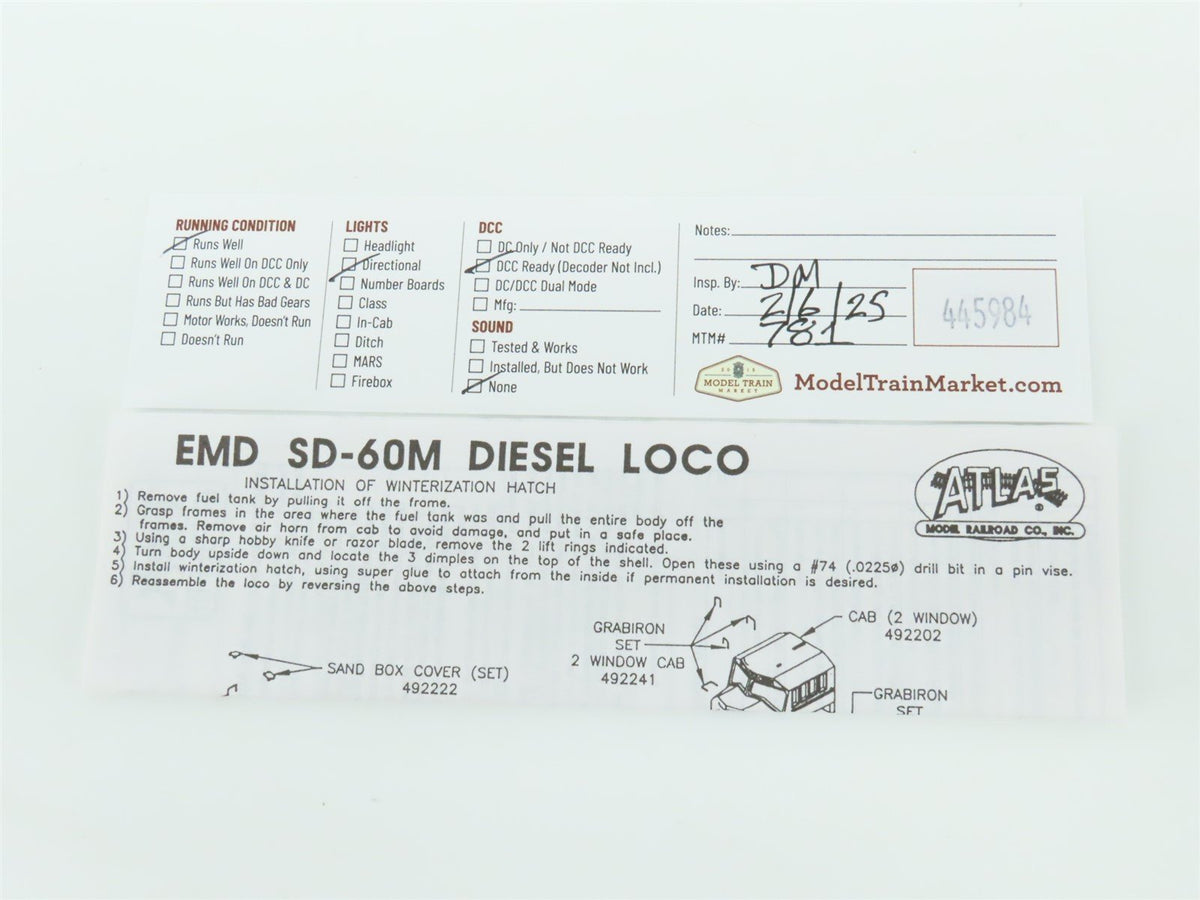 RUNNING CONDITION
Runs Well
Runs Well On DCC Only
Runs Well On DCC & DC
Runs But Has Bad Gears
Motor Works, Doesn't Run
Doesn't Run
LIGHTS
Headlight
Directional
Number Boards
Class
In-Cab
Ditch
MARS
Firebox
DCC
DC Only / Not DCC Ready
DCC Ready (Decoder Not Incl.)
DC/DCC Dual Mode
Mfg:
SOUND
Tested & Works
Installed, But Does Not Work
None
Notes:
Insp. By: DM
Date: 2/6/25
MTM# 781
445984
2018
MODEL TRAIN
MARKET
ModelTrainMarket.com
EMD SD-60M DIESEL LOCO
INSTALLATION OF WINTERIZATION HATCH
1) Remove fuel tank by pulling it off the frame.
2) Grasp frames in the area where the fuel tank was and pull the entire body off the
frames. Remove air horn from cab to avoid damage, and put in a safe place.
3) Using a sharp hobby knife or razor blade, remove the 2 lift rings indicated.
4) Turn body upside down and locate the 3 dimples on the top of the shell. Open these using a #74 (.0225ø) drill bit in a pin vise.
5) Install winterization hatch, using super glue to attach from the inside if permanent installation is desired.
6) Reassemble the loco by reversing the above steps.
ATLAS
®
MODEL RAILROAD CO., INC.
SAND BOX COVER (SET)
492222
GRABIRON
SET
2 WINDOW CAB
492241
CAB (2 WINDOW)
492202
GRABIRON
SET